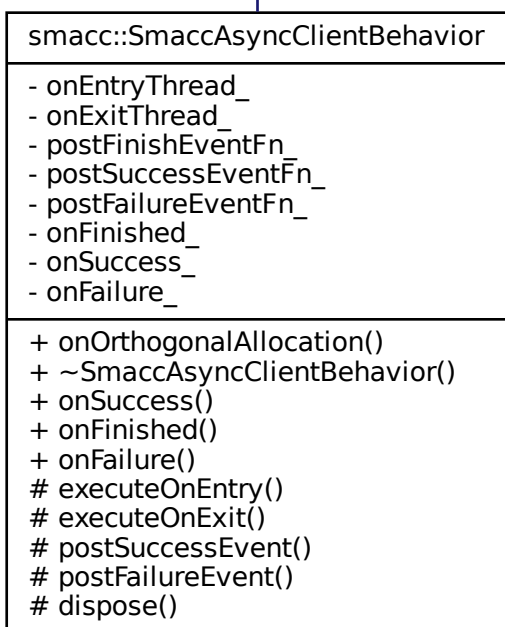 smacc::SmaccAsyncClientBehavior
- onEntryThread_
- onExitThread_
- postFinishEventFn_
- postSuccessEventFn_
- postFailureEventFn_
- onFinished_
- onSuccess_
- onFailure_
+ onOrthogonalAllocation()
+ ~SmaccAsyncClientBehavior()
+ onSuccess()
+ onFinished()
+ onFailure()
# executeOnEntry()
# executeOnExit()
# postSuccessEvent()
# postFailureEvent()
# dispose()